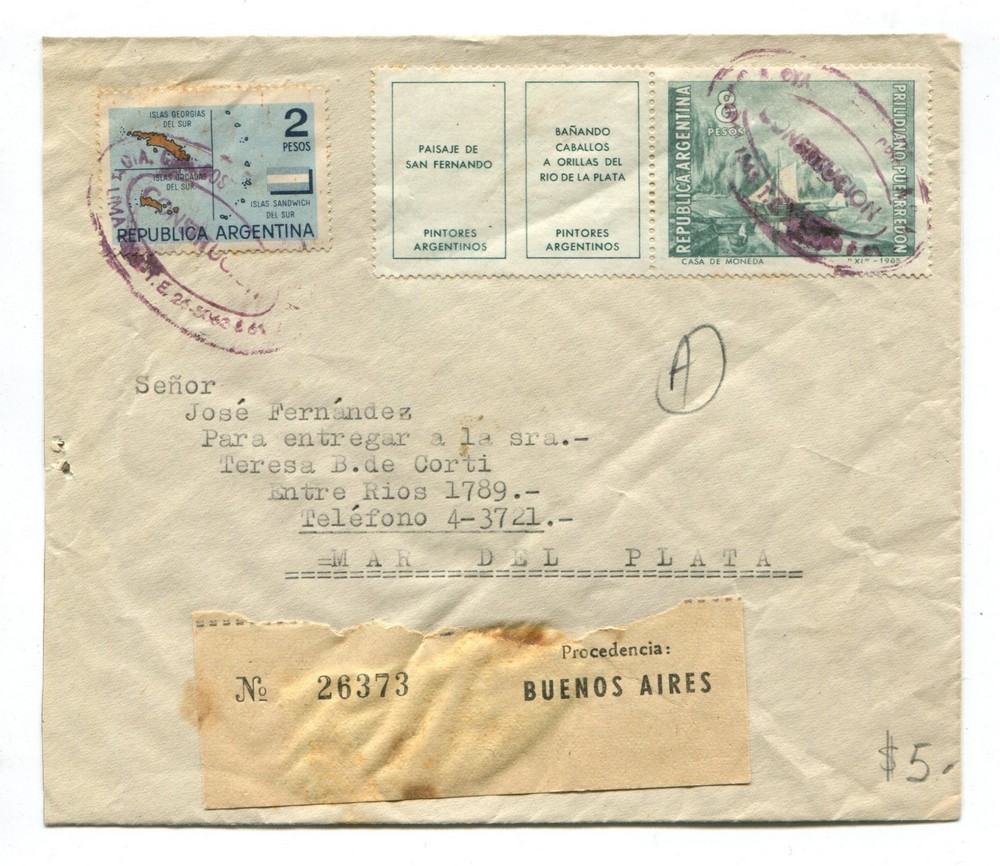 ISLAS GEORGIAS
DEL SUR
2
PESOS
ISLAS ORCADAS
DEL SUR
ISLAS SANDWICH
DEL SUR
REPUBLICA ARGENTINA
PAISAJE DE
SAN FERNANDO
PINTORES
ARGENTINOS
BAÑANDO
CABALLOS
A ORILLAS DEL
RIO DE LA PLATA
PINTORES
ARGENTINOS
REPUBLICA ARGENTINA
8
PESOS
PRILIDIANO PUEYRREDON
CASA DE MONEDA
"XI"-1965
CONSTITUCION
A
Señor
José Fernández
Para entregar a la sra.-
Teresa B.de Corti
Entre Rios 1789.-
Teléfono 4-3721.-
=MAR DEL PLATA
Procedencia:
Nº 26373
BUENOS AIRES
$5.-